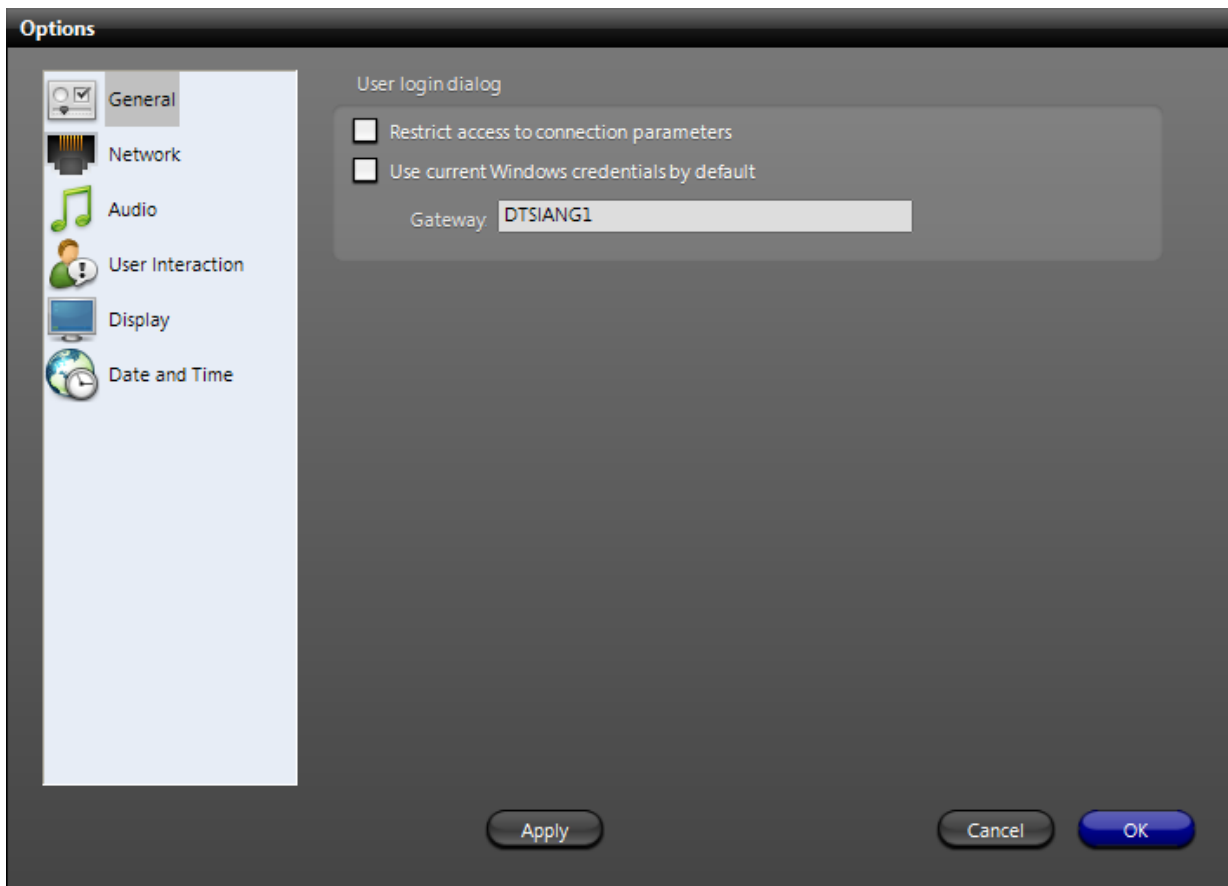 Options
General
Network
Audio
User Interaction
Display
Date and Time
User login dialog
Restrict access to connection parameters
Use current Windows credentials by default
Gateway DTSIANG1
Apply
Cancel
OK